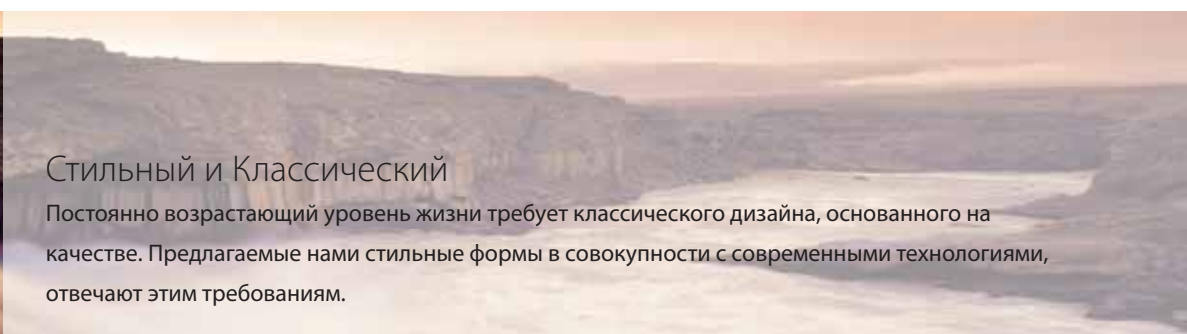 Стильный и Классический
Постоянно возрастающий уровень жизни требует классического дизайна, основанного на
качестве. Предлагаемые нами стильные формы в совокупности с современными технологиями,
отвечают этим требованиям.